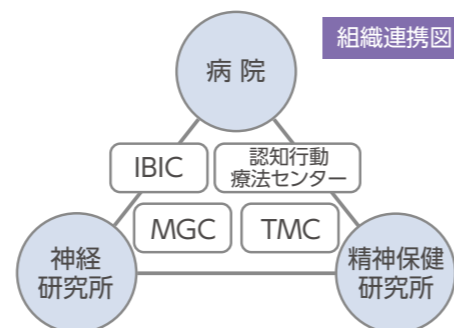 組織連携図
病 院
IBIC
認知行動
療法センター
MGC
TMC
神経
研究所
精神保健
研究所